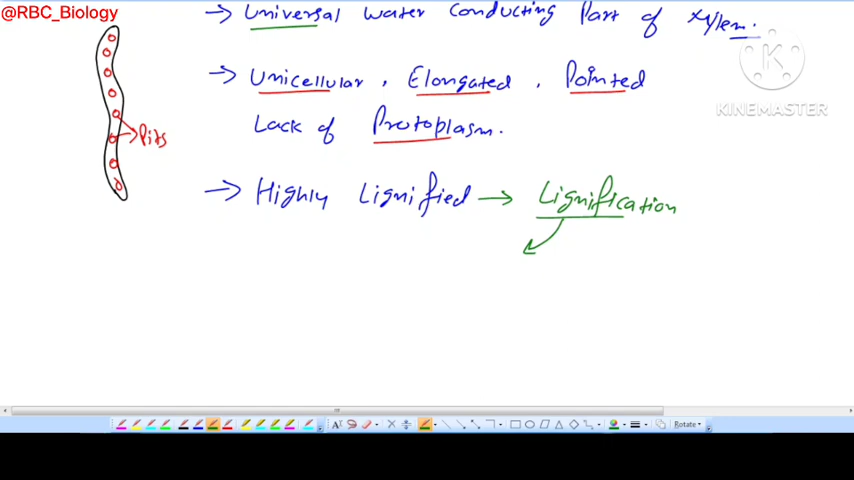 @RBC_Biology
→ Universal water conducting Part of xylem.
→ Unicellular, Elongated, Pointed
Lack of Protoplasm.
Pits
→ Highly Lignified → Lignification
KINEMASTER
Rotate